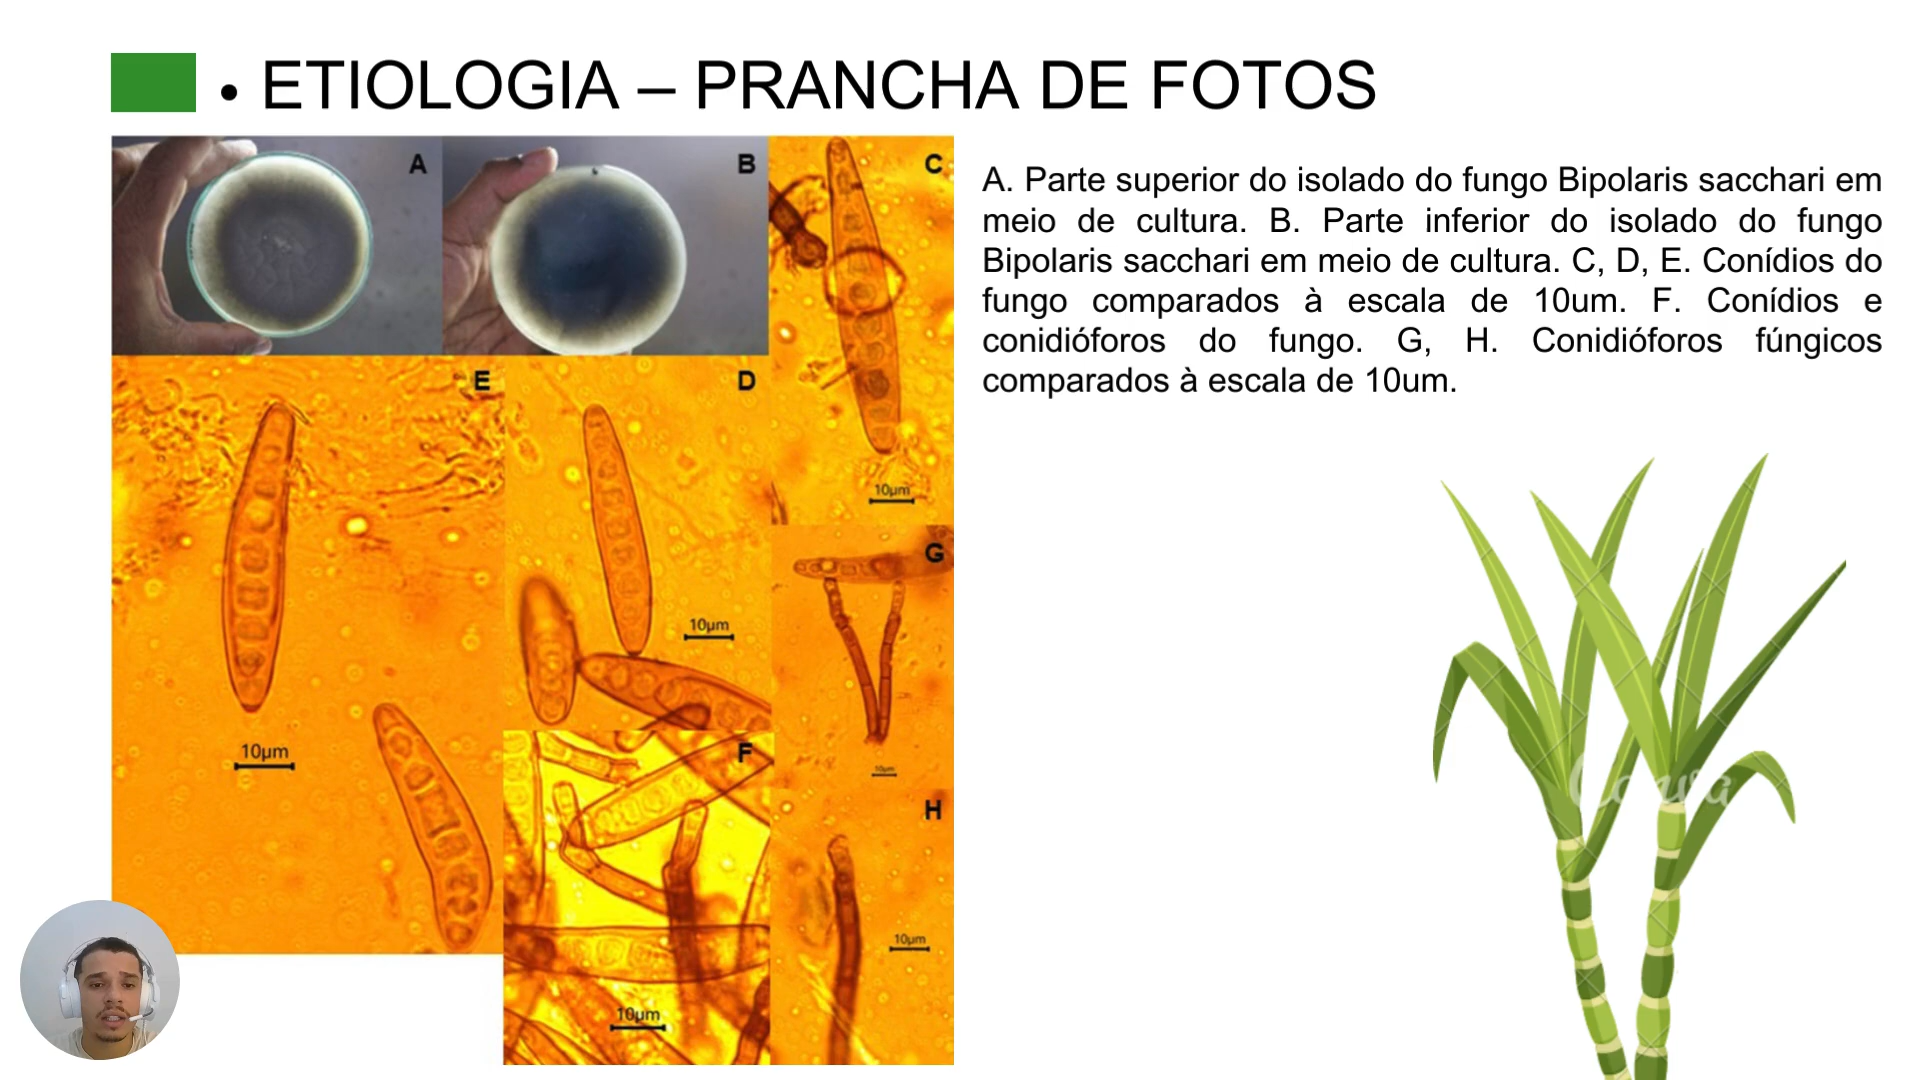 • ETIOLOGIA – PRANCHA DE FOTOS
A
B
C
A. Parte superior do isolado do fungo Bipolaris sacchari em
meio de cultura. B. Parte inferior do isolado do fungo
Bipolaris sacchari em meio de cultura. C, D, E. Conídios do
fungo comparados à escala de 10um. F. Conídios e
conidióforos do fungo. G, H. Conidióforos fúngicos
comparados à escala de 10um.
E
D
10µm
G
10µm
10µm
F
10µm
H
10µm
10µm
Canva